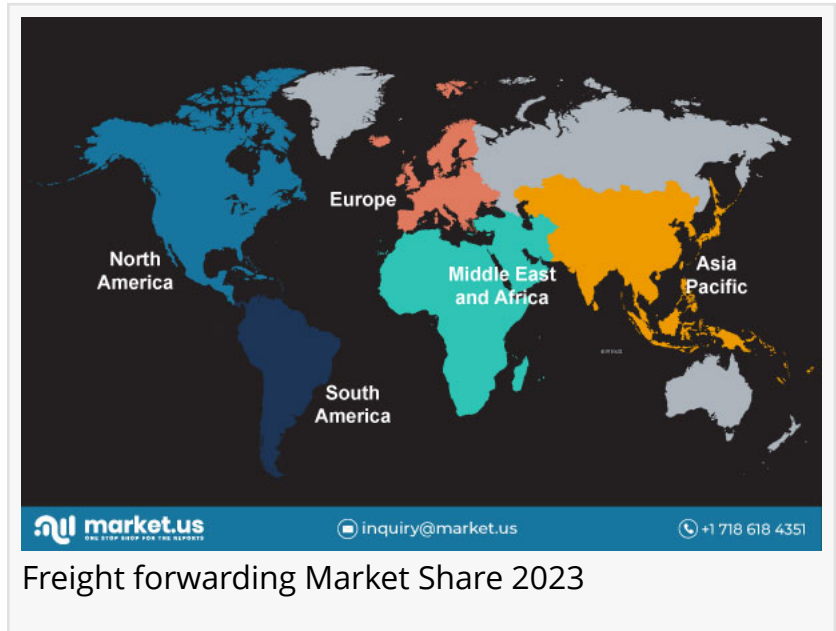 Europe
North
America
Middle East
and Africa
Asia
Pacific
South
America
market.us
ONE STOP SHOP FOR THE REPORTS
inquiry@market.us
+1 718 618 4351
Freight forwarding Market Share 2023